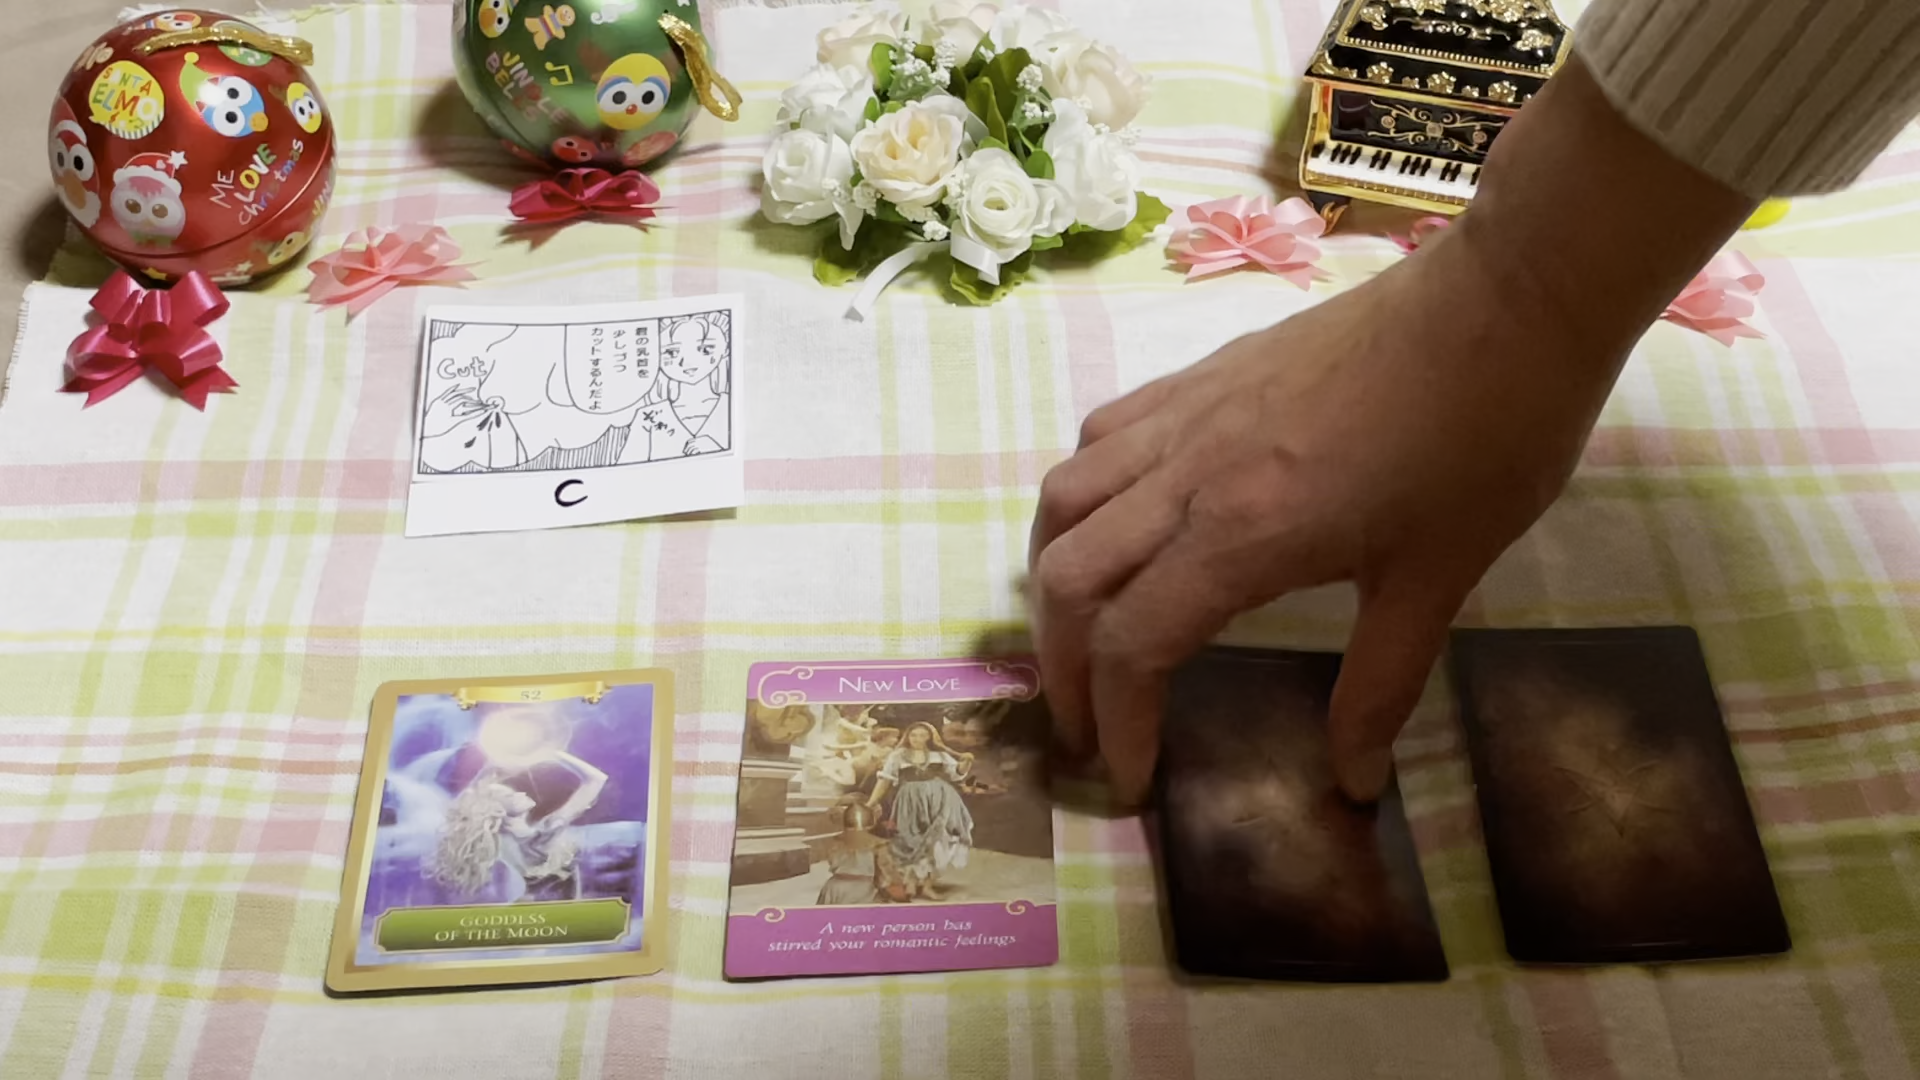 SANTA
ELMO
ME
LOVE
christmas
JINGLE
BELLS
君の乳首を
少しづつ
カットするんだよ
Cut
C
52
GODDESS
OF THE MOON
NEW LOVE
A new person has
stirred your romantic feelings